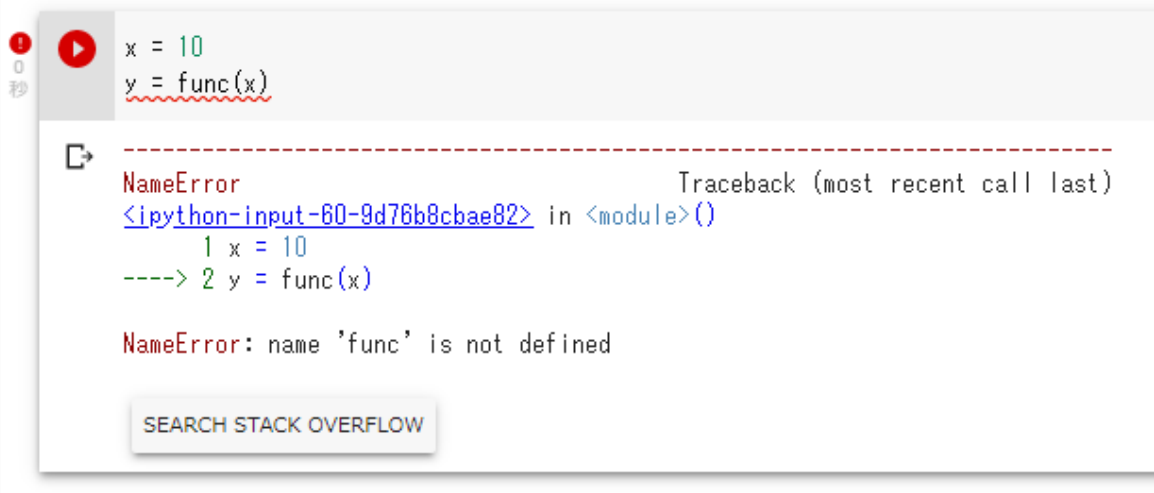 x = 10
0
秒
y = func(x)
---------------------------------------------------------------------------
NameError Traceback (most recent call last)
<ipython-input-60-9d76b8cbae82> in <module>()
1 x = 10
----> 2 y = func(x)
NameError: name 'func' is not defined
SEARCH STACK OVERFLOW